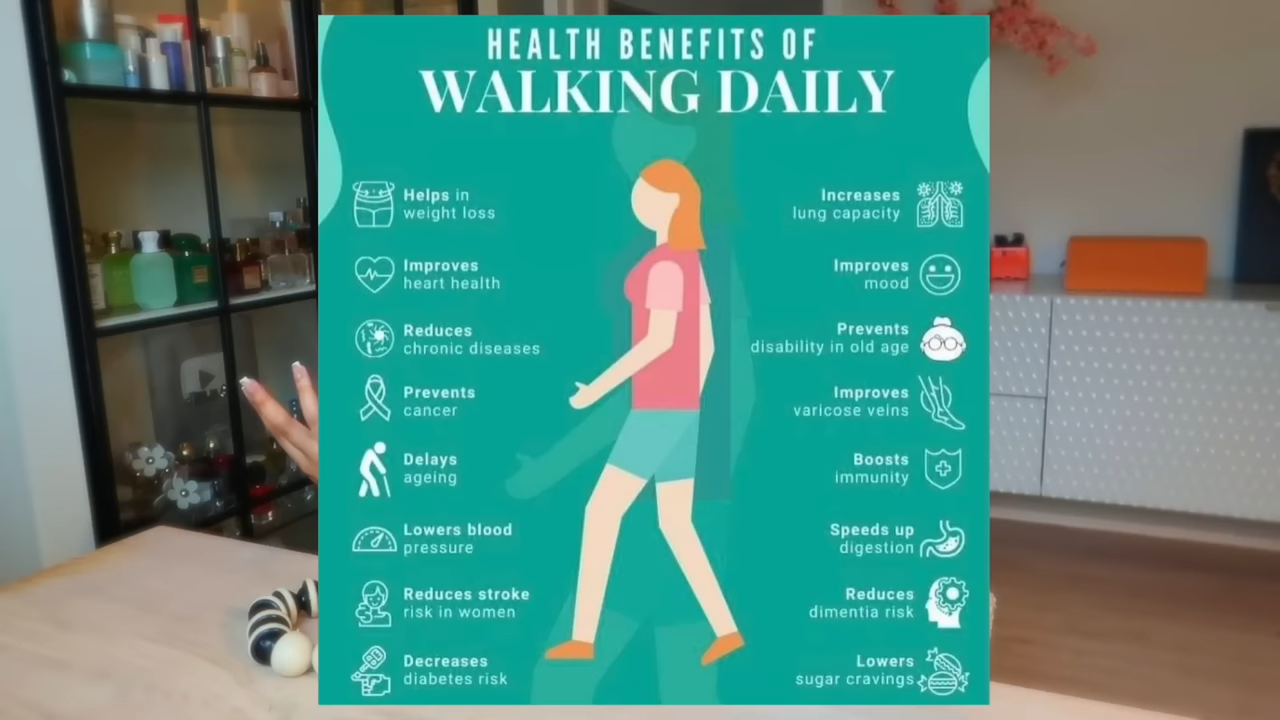 HEALTH BENEFITS OF
WALKING DAILY
Helps in
weight loss
Improves
heart health
Reduces
chronic diseases
Prevents
cancer
Delays
ageing
Lowers blood
pressure
Reduces stroke
risk in women
Decreases
diabetes risk
Increases
lung capacity
Improves
mood
Prevents
disability in old age
Improves
varicose veins
Boosts
immunity
Speeds up
digestion
Reduces
dimentia risk
Lowers
sugar cravings